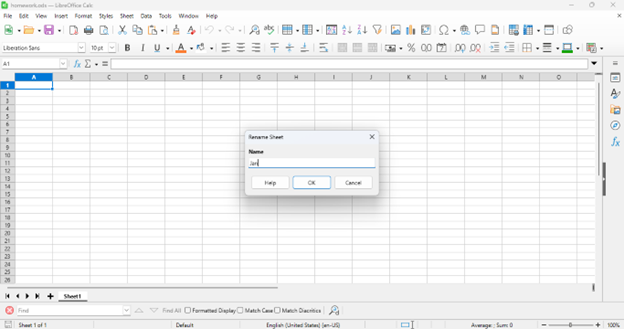 homework.ods — LibreOffice Calc
File Edit View Insert Format Styles Sheet Data Tools Window Help
Liberation Sans 10 pt B I U A % 0.0
A1 fx Σ =
A B C D E F G H I J K L M N O
1
2
3
4
5
6
7
8
9
10
11
12
13
14
15
16
17
18
19
20
21
22
23
24
25
26
Rename Sheet
Name
Jan
Help OK Cancel
Sheet1
Find Find All Formatted Display Match Case Match Diacritics
Sheet 1 of 1 Default English (United States) (en-US) Average: ; Sum: 0 100%